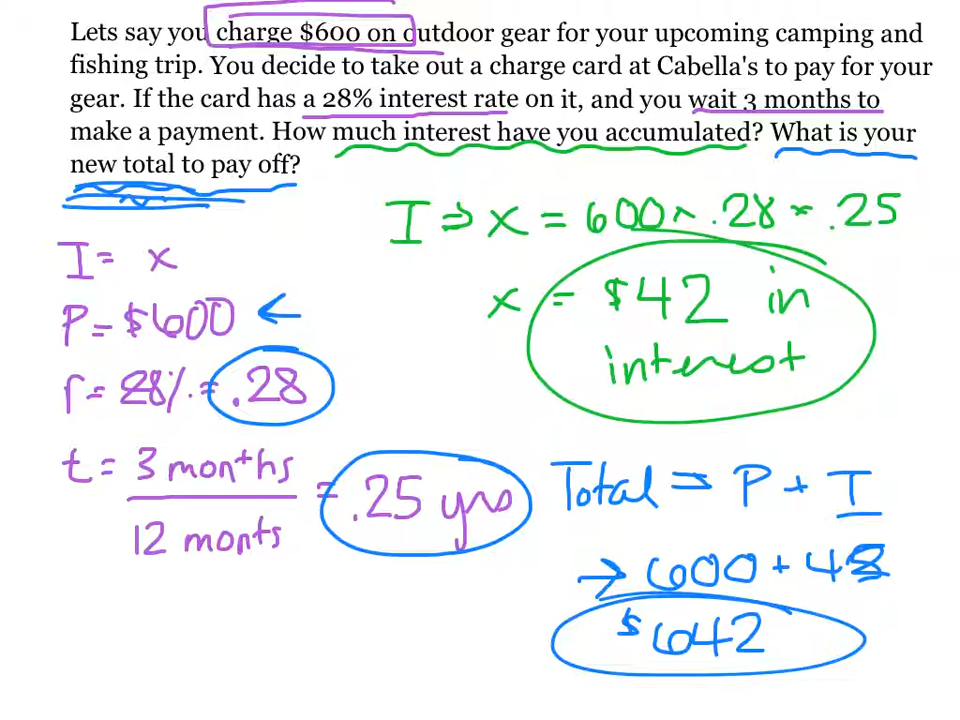 Lets say you charge $600 on outdoor gear for your upcoming camping and
fishing trip. You decide to take out a charge card at Cabella's to pay for your
gear. If the card has a 28% interest rate on it, and you wait 3 months to
make a payment. How much interest have you accumulated? What is your
new total to pay off?
I ⇒ x = 600 × .28 × .25
x = $42 in
interest
I = x
P = $600 ←
r = 28% = .28
t = 3 months
12 monts
= .25 yrs
Total ⇒ P + I
→ 600 + 42
$642